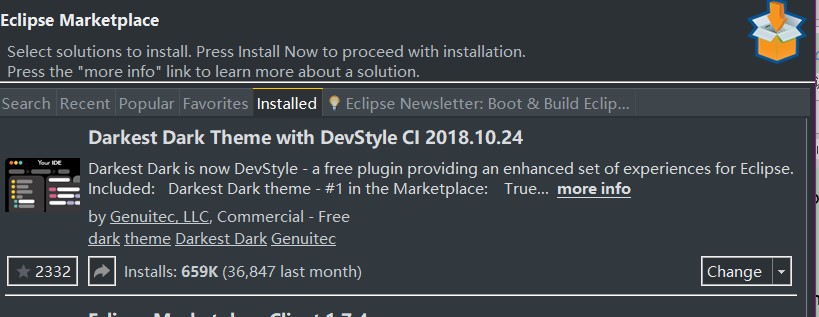 Eclipse Marketplace
Select solutions to install. Press Install Now to proceed with installation.
Press the "more info" link to learn more about a solution.
Search Recent Popular Favorites Installed Eclipse Newsletter: Boot & Build Eclip...
Darkest Dark Theme with DevStyle CI 2018.10.24
Your IDE
Darkest Dark is now DevStyle - a free plugin providing an enhanced set of experiences for Eclipse.
Included:   Darkest Dark theme - #1 in the Marketplace:   True... more info
by Genuitec, LLC, Commercial - Free
dark theme Darkest Dark Genuitec
2332 Installs: 659K (36,847 last month) Change